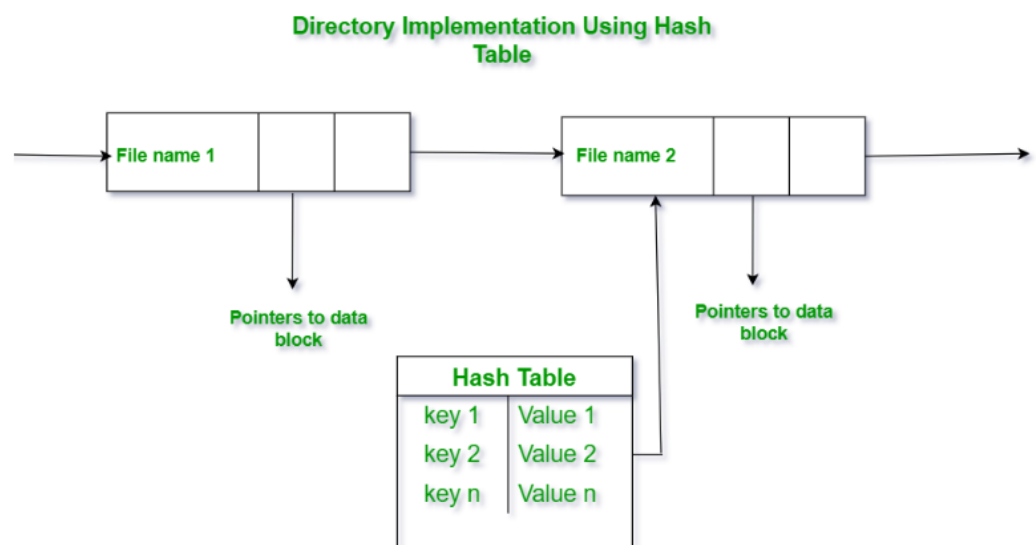 Directory Implementation Using Hash
Table
File name 1
File name 2
Pointers to data
block
Pointers to data
block
Hash Table
key 1 Value 1
key 2 Value 2
key n Value n